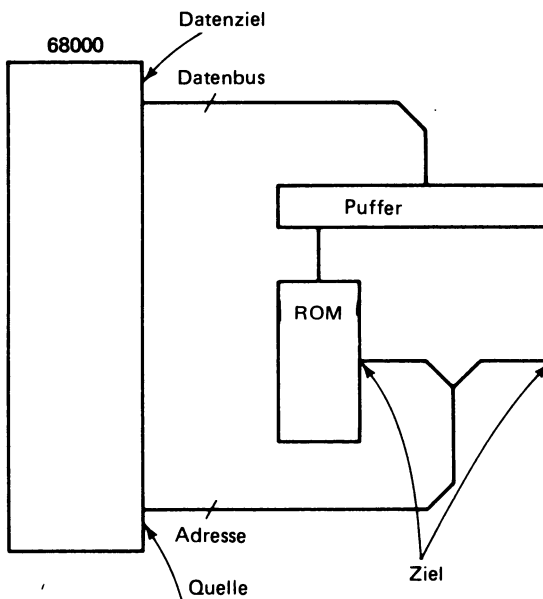 Datenziel
68000
Datenbus
Puffer
ROM
Adresse
Ziel
Quelle